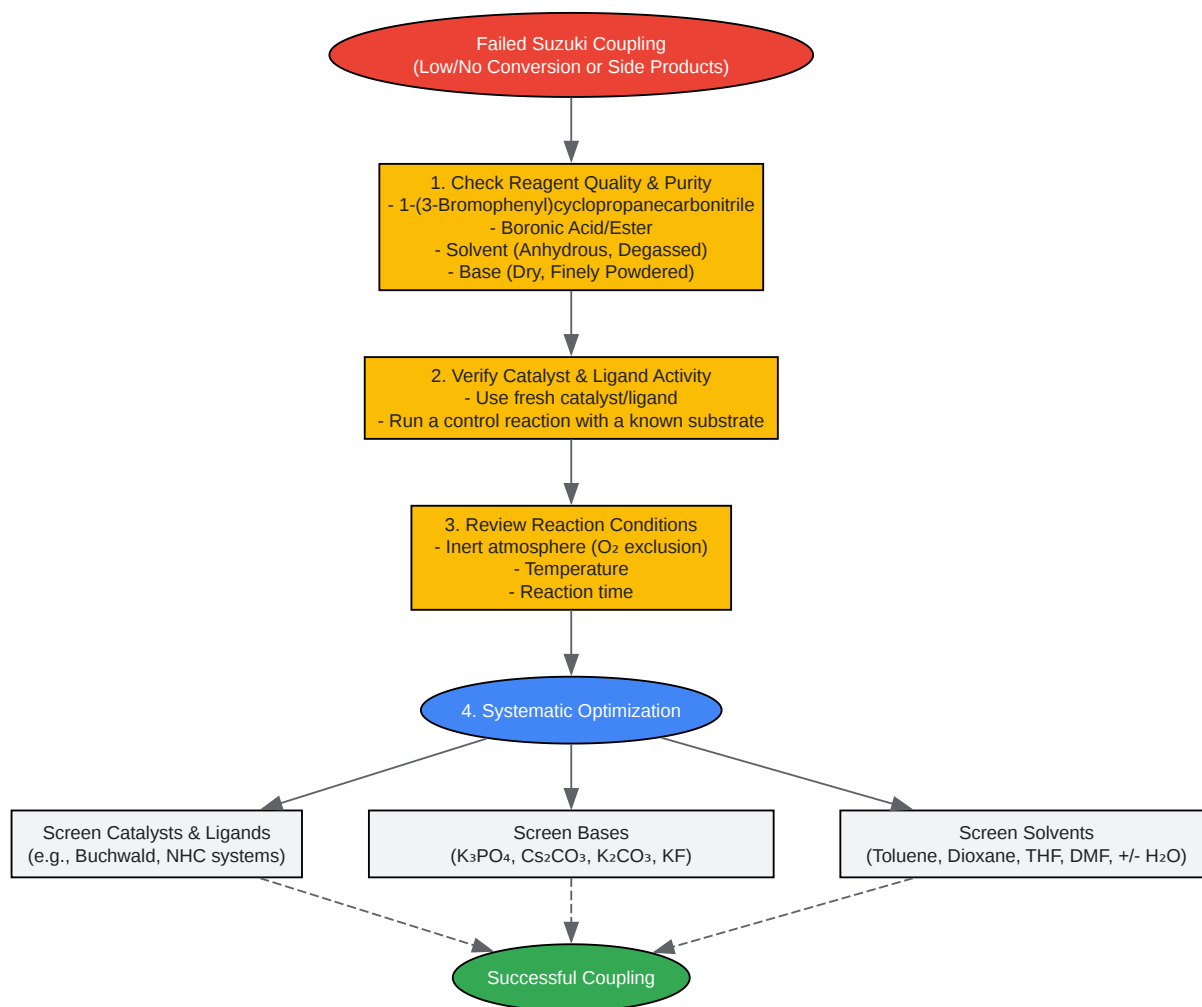 Failed Suzuki Coupling
(Low/No Conversion or Side Products)
1. Check Reagent Quality & Purity
- 1-(3-Bromophenyl)cyclopropanecarbonitrile
- Boronic Acid/Ester
- Solvent (Anhydrous, Degassed)
- Base (Dry, Finely Powdered)
2. Verify Catalyst & Ligand Activity
- Use fresh catalyst/ligand
- Run a control reaction with a known substrate
3. Review Reaction Conditions
- Inert atmosphere (O₂ exclusion)
- Temperature
- Reaction time
4. Systematic Optimization
Screen Catalysts & Ligands
(e.g., Buchwald, NHC systems)
Screen Bases
(K₃PO₄, Cs₂CO₃, K₂CO₃, KF)
Screen Solvents
(Toluene, Dioxane, THF, DMF, +/- H₂O)
Successful Coupling